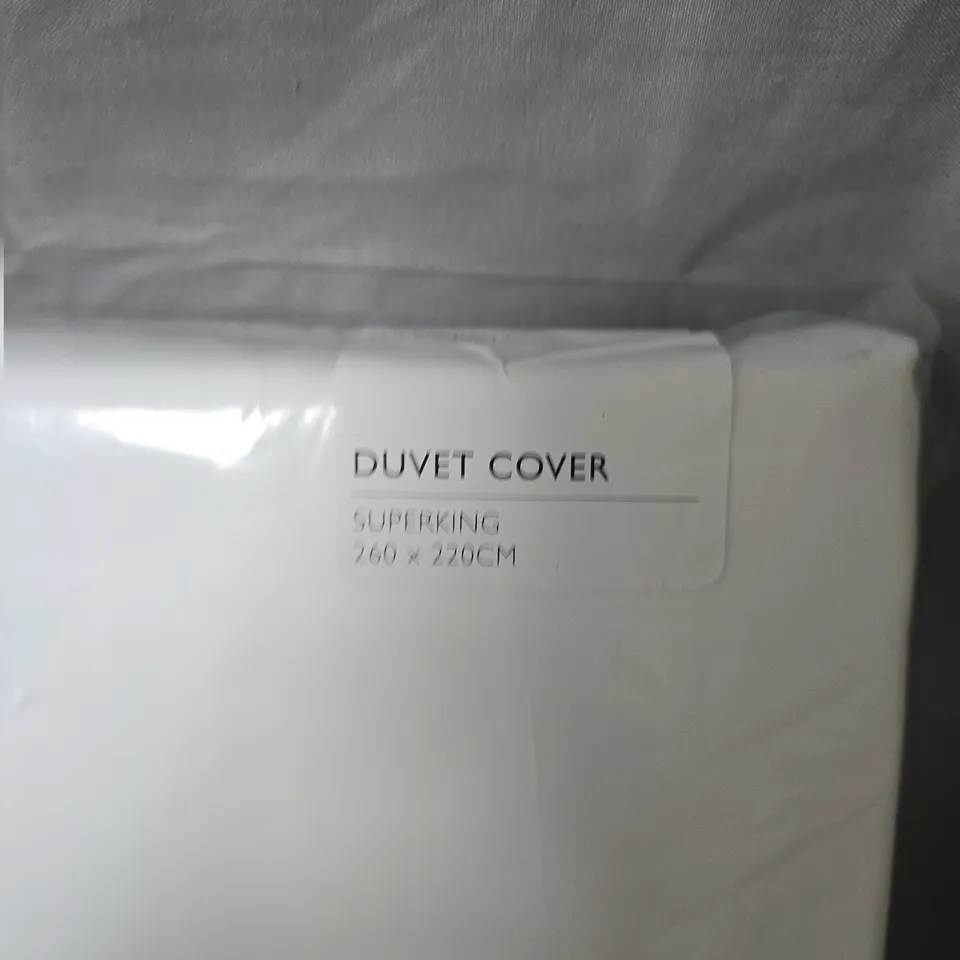 DUVET COVER
SUPERKING
260 x 220CM